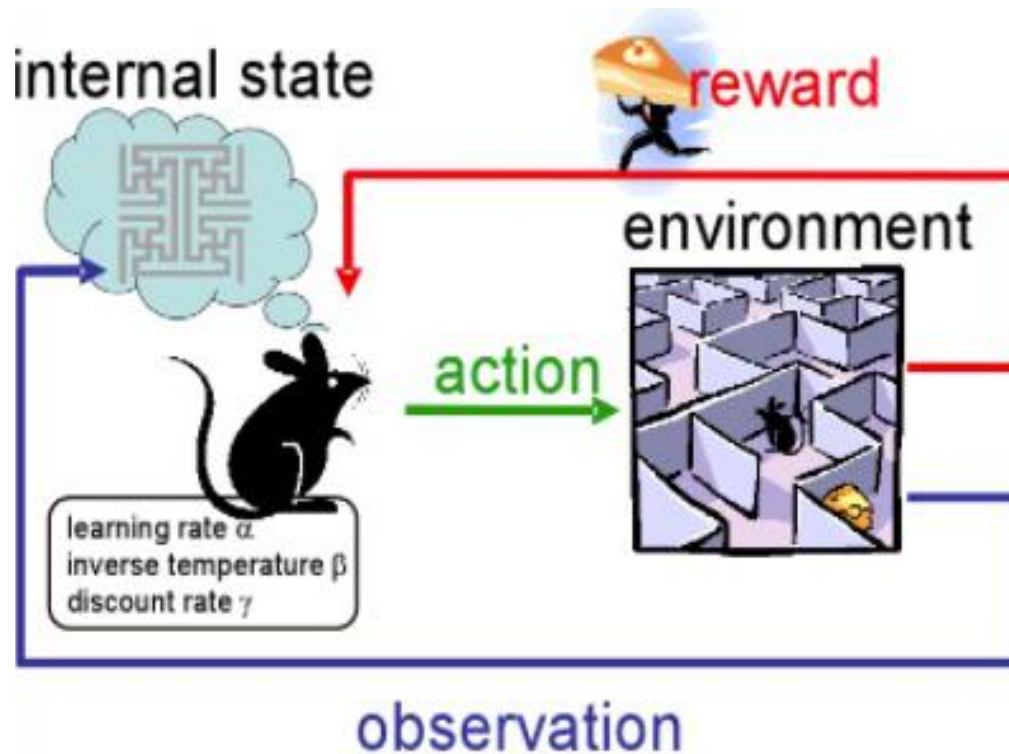 internal state
reward
environment
action
learning rate α
inverse temperature β
discount rate γ
observation